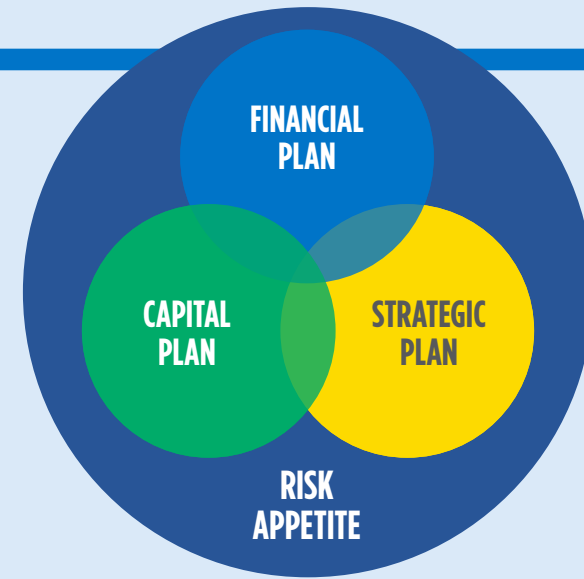 FINANCIAL
PLAN
CAPITAL
PLAN
STRATEGIC
PLAN
RISK
APPETITE